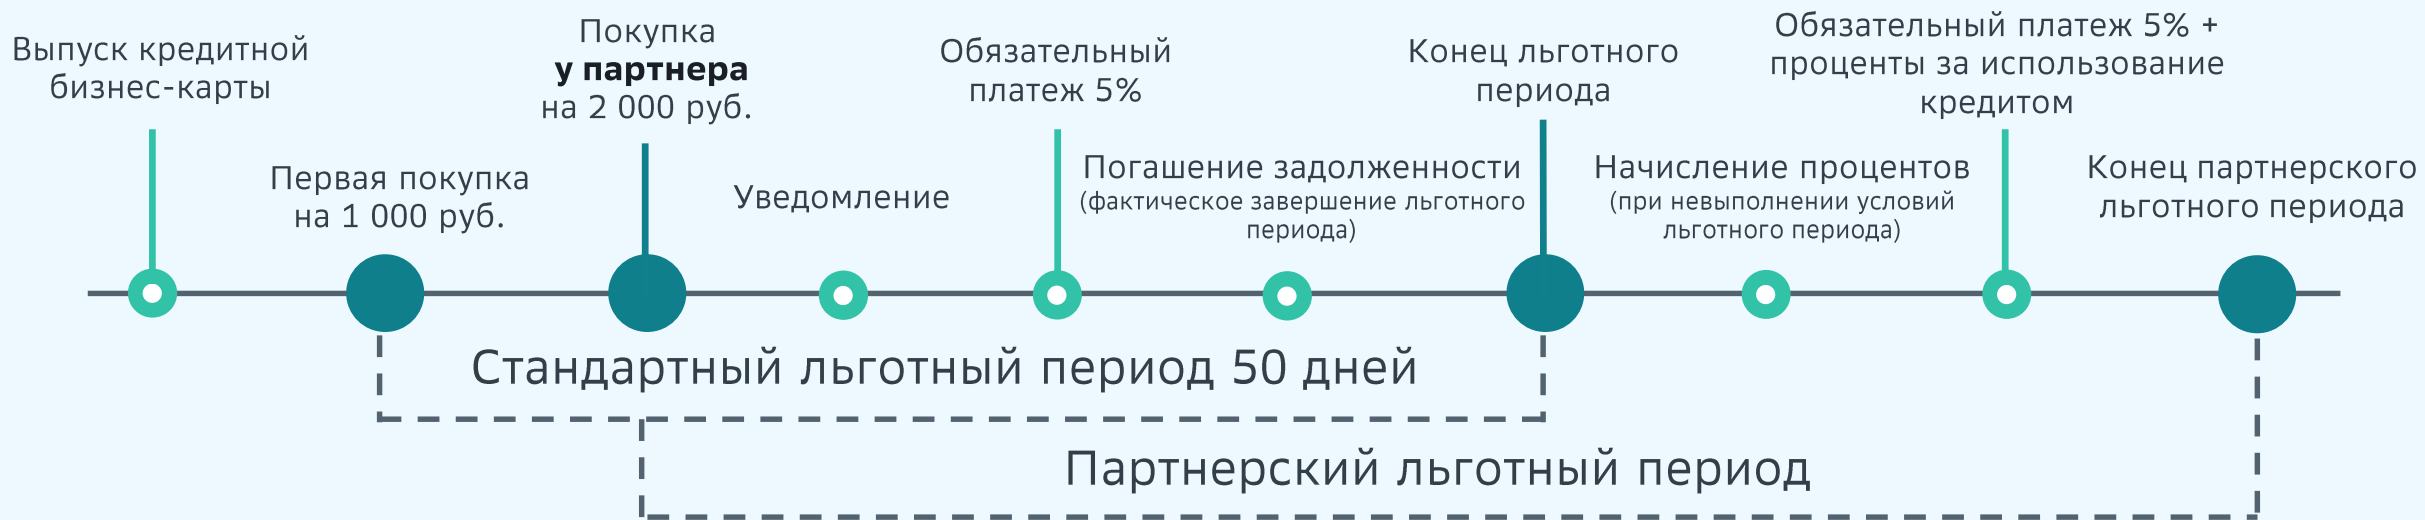 Выпуск кредитной
бизнес-карты
Первая покупка
на 1 000 руб.
Покупка
у партнера
на 2 000 руб.
Уведомление
Обязательный
платеж 5%
Погашение задолженности
(фактическое завершение льготного
периода)
Конец льготного
периода
Начисление процентов
(при невыполнении условий
льготного периода)
Обязательный платеж 5% +
проценты за использование
кредитом
Конец партнерского
льготного периода
Стандартный льготный период 50 дней
Партнерский льготный период